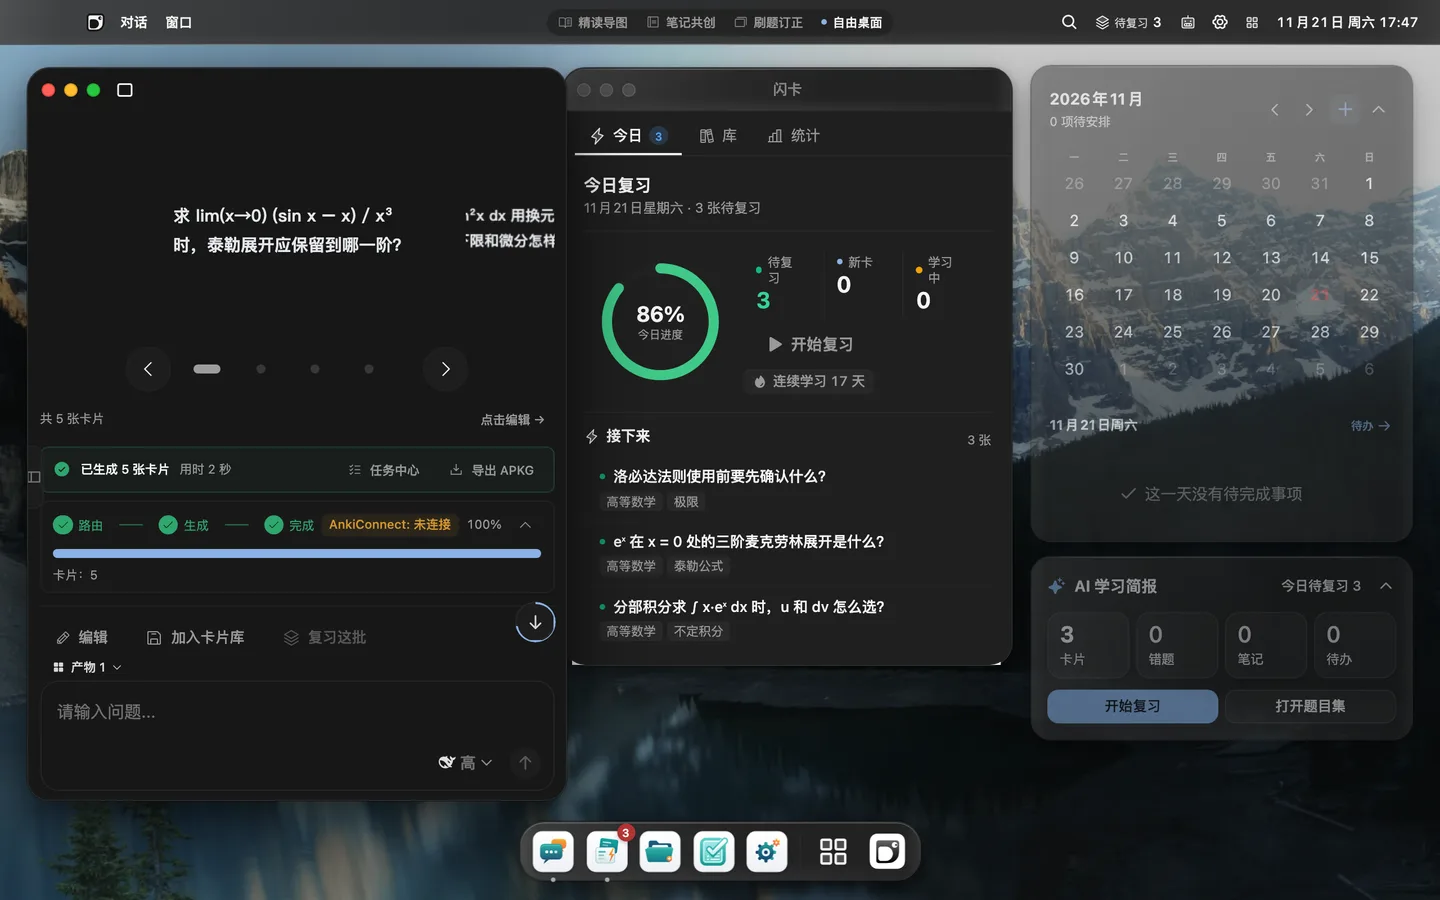 对话 窗口
精读导图 笔记共创 刷题订正 自由桌面
待复习 3
11月21日 周六 17:47
求 lim(x→0) (sin x − x) / x³
时，泰勒展开应保留到哪一阶？
²x dx 用换元
限和微分怎样
共 5 张卡片
点击编辑 →
已生成 5 张卡片 用时 2 秒
任务中心 导出 APKG
路由 生成 完成 AnkiConnect: 未连接 100%
卡片：5
编辑 加入卡片库 复习这批
产物 1
请输入问题...
高
闪卡
今日 3 库 统计
今日复习
11月21日星期六 · 3 张待复习
86%
今日进度
待复习
3
新卡
0
学习中
0
开始复习
连续学习 17 天
接下来
3 张
洛必达法则使用前要先确认什么？
高等数学 极限
eˣ 在 x = 0 处的三阶麦克劳林展开是什么？
高等数学 泰勒公式
分部积分求 ∫ x·eˣ dx 时，u 和 dv 怎么选？
高等数学 不定积分
2026年11月
0 项待安排
一 二 三 四 五 六 日
26 27 28 29 30 31 1
2 3 4 5 6 7 8
9 10 11 12 13 14 15
16 17 18 19 20 21 22
23 24 25 26 27 28 29
30 1 2 3 4 5 6
11月21日周六
待办 →
这一天没有待完成事项
AI 学习简报
今日待复习 3
3
卡片
0
错题
0
笔记
0
待办
开始复习
打开题目集
3